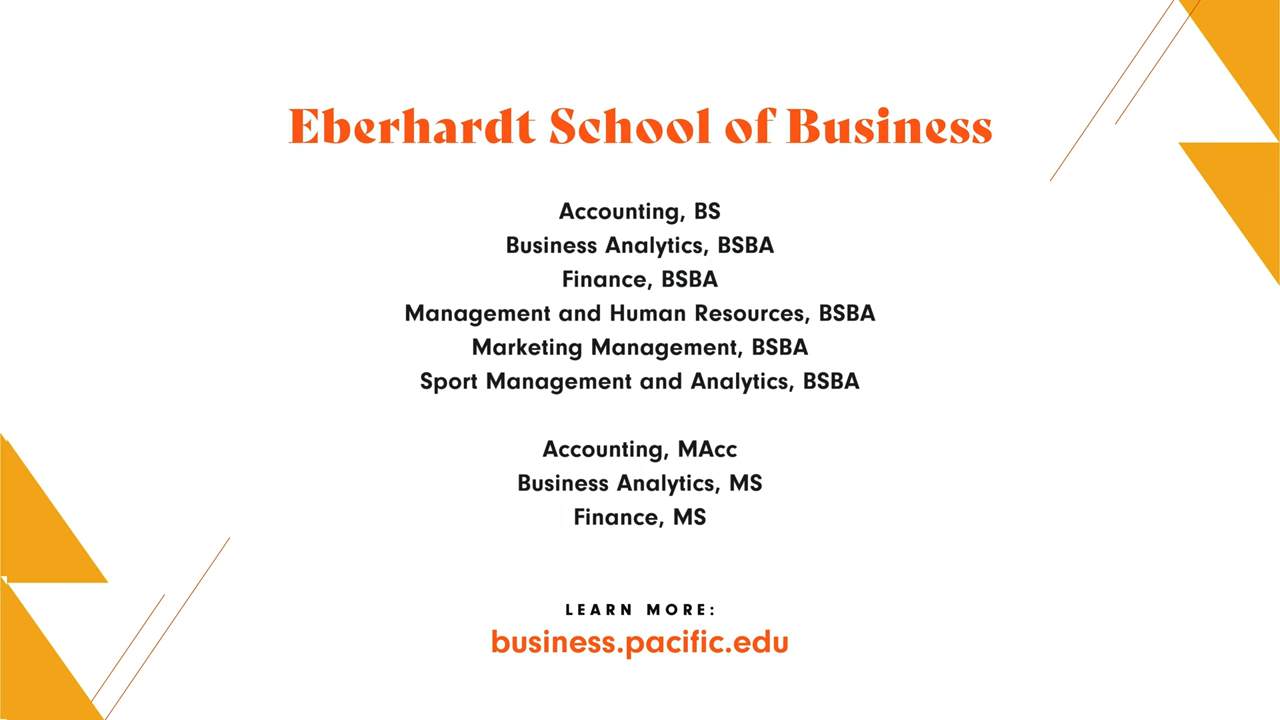 Eberhardt School of Business
Accounting, BS
Business Analytics, BSBA
Finance, BSBA
Management and Human Resources, BSBA
Marketing Management, BSBA
Sport Management and Analytics, BSBA
Accounting, MAcc
Business Analytics, MS
Finance, MS
LEARN MORE:
business.pacific.edu